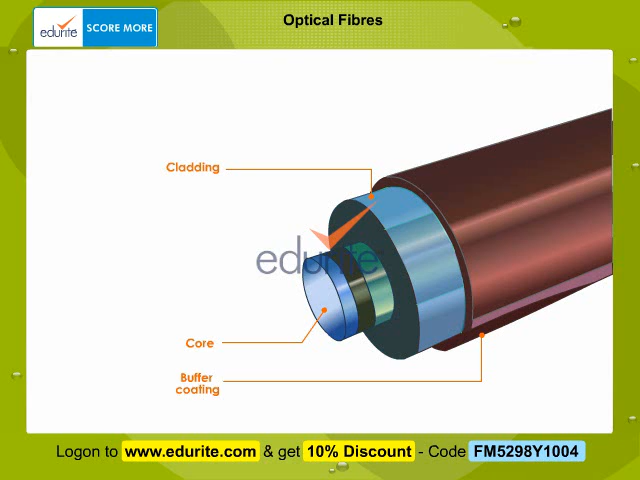 edurite SCORE MORE
Optical Fibres
Cladding
edurite
Core
Buffer
coating
Logon to www.edurite.com & get 10% Discount - Code FM5298Y1004